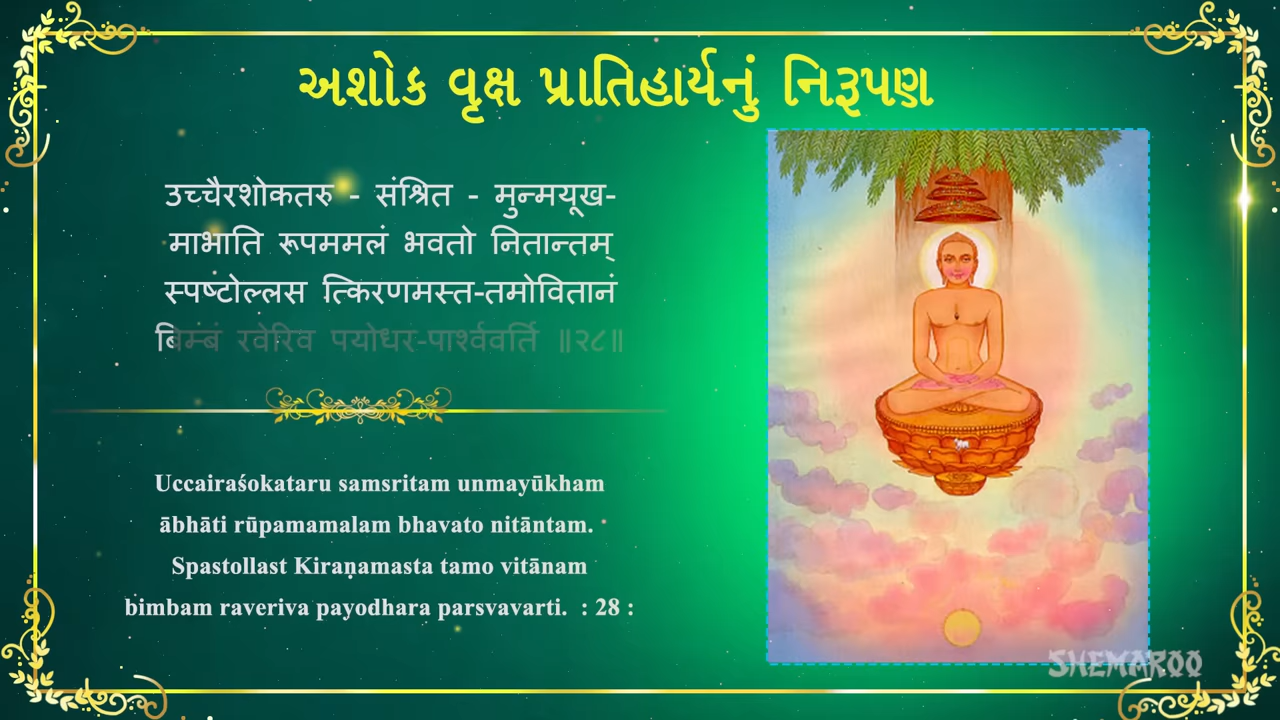 અશોક વૃક્ષ પ્રાતિહાર્યનું નિરૂપણ
उच्चैरशोकतरु - संश्रित - मुन्मयूख-
माभाति रूपममलं भवतो नितान्तम्
स्पष्टोल्लस त्किरणमस्त-तमोवितानं
बिम्बं रवेरिव पयोधर-पार्श्ववर्ति ॥२८॥
Uccairaśokataru samsritam unmayūkham
ābhāti rūpamamalam bhavato nitāntam.
Spastollast Kiraṇamasta tamo vitānam
bimbam raveriva payodhara parsvavarti. : 28 :
SHEMAROO